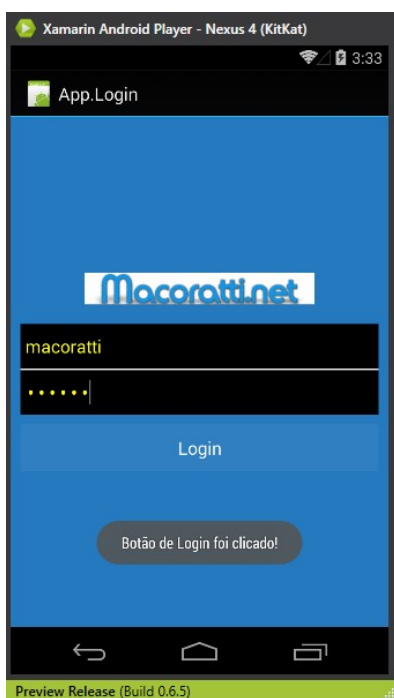 Xamarin Android Player - Nexus 4 (KitKat)
3:33
App.Login
Macoratti.net
macoratti
••••••
Login
Botão de Login foi clicado!
Preview Release (Build 0.6.5)